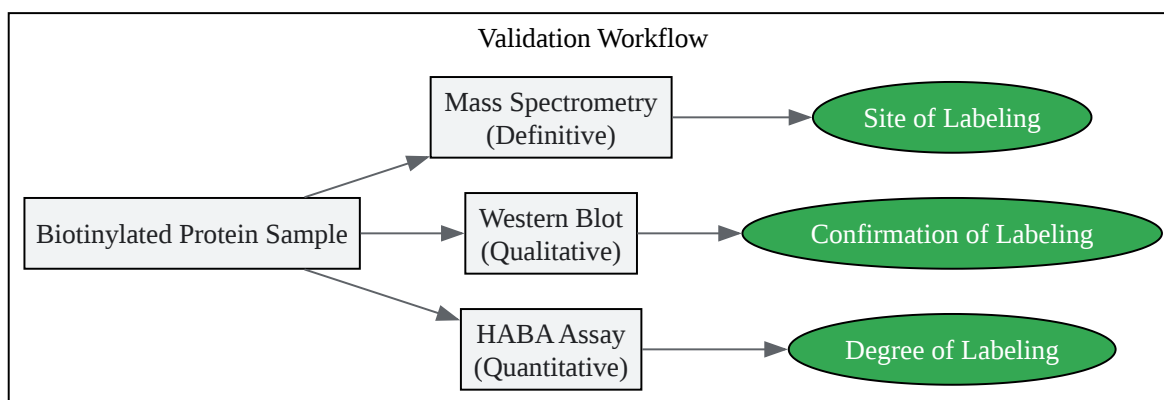 Validation Workflow
Mass Spectrometry
(Definitive)
Site of Labeling
Biotinylated Protein Sample
Western Blot
(Qualitative)
Confirmation of Labeling
HABA Assay
(Quantitative)
Degree of Labeling